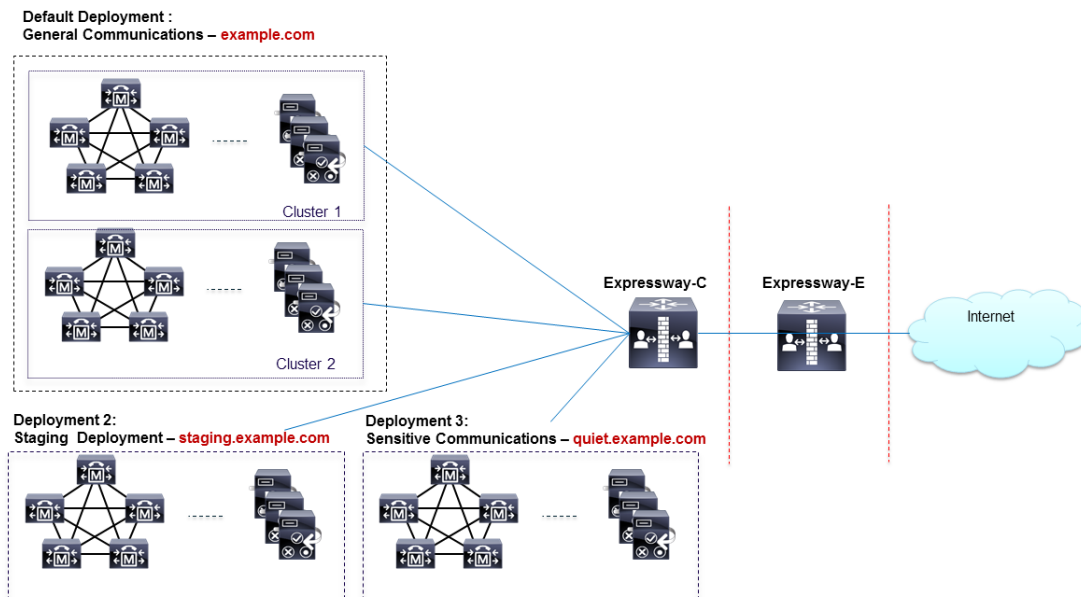 Default Deployment :
General Communications – example.com
M
M
M
M
M
Cluster 1
M
M
M
M
M
Cluster 2
Expressway-C
Expressway-E
Internet
Deployment 2:
Staging Deployment – staging.example.com
M
M
M
M
M
Deployment 3:
Sensitive Communications – quiet.example.com
M
M
M
M
M